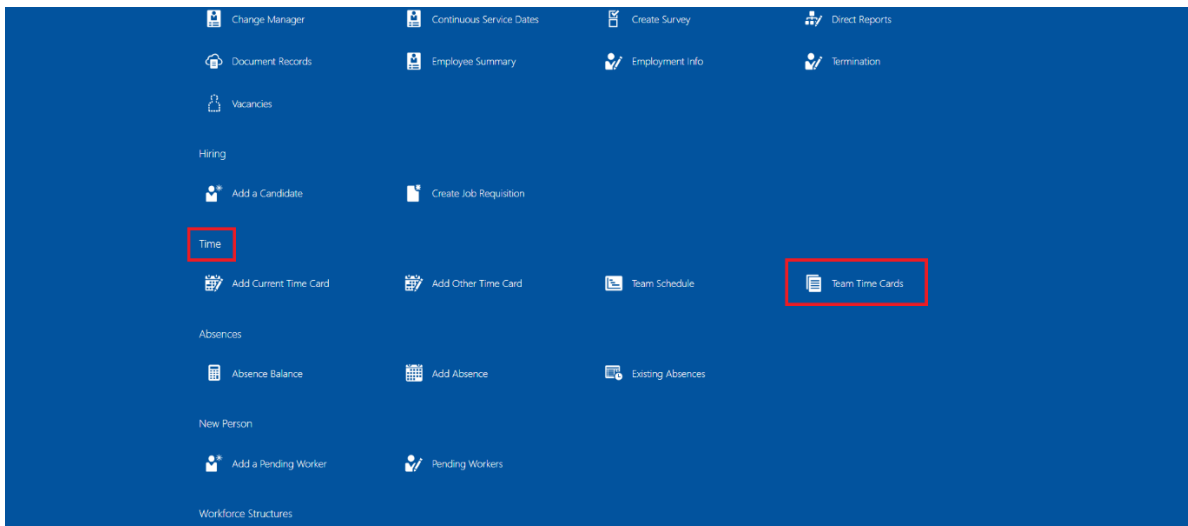 Change Manager
Continuous Service Dates
Create Survey
Direct Reports
Document Records
Employee Summary
Employment Info
Termination
Vacancies
Hiring
Add a Candidate
Create Job Requisition
Time
Add Current Time Card
Add Other Time Card
Team Schedule
Team Time Cards
Absences
Absence Balance
Add Absence
Existing Absences
New Person
Add a Pending Worker
Pending Workers
Workforce Structures